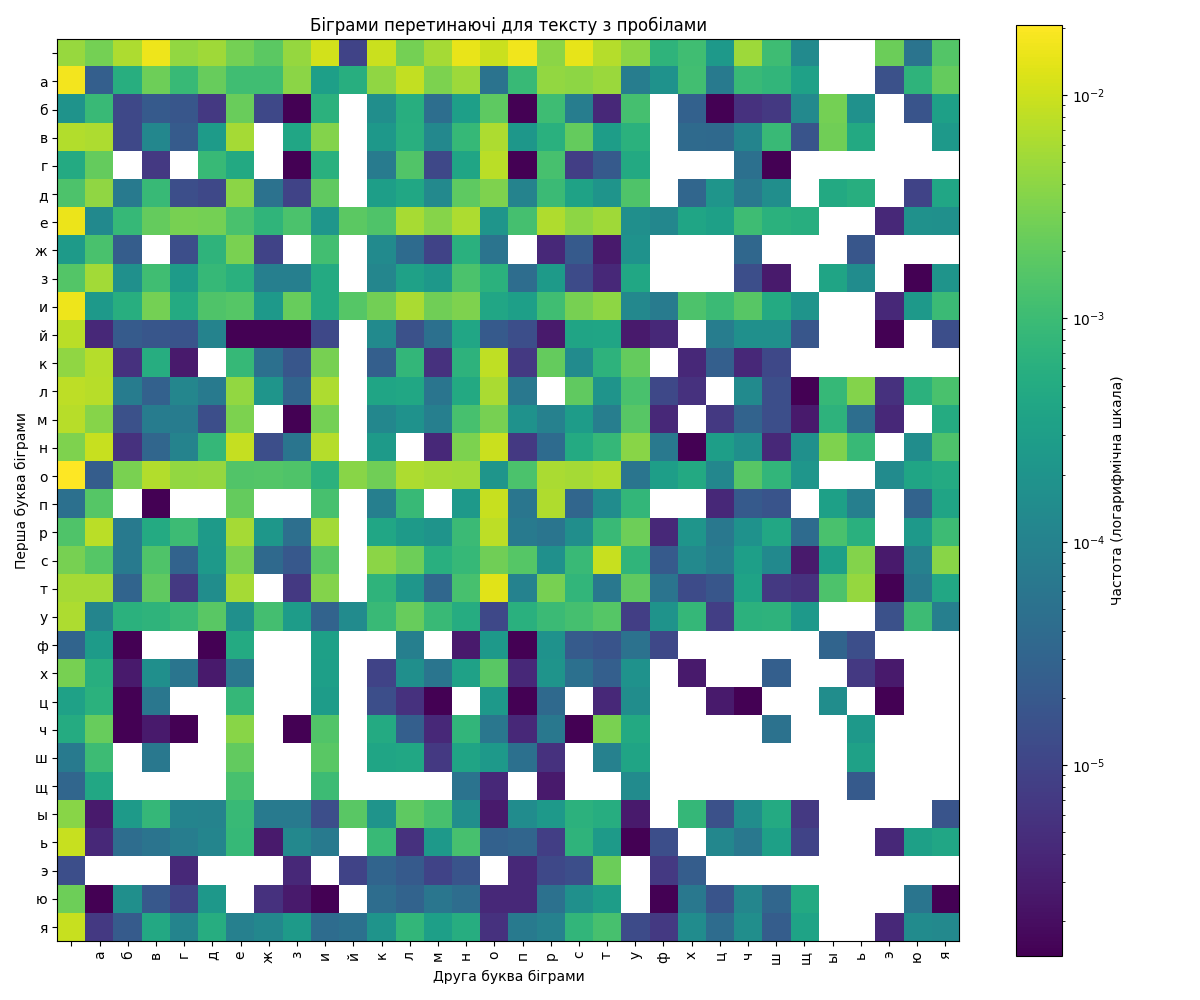 Біграми перетинаючі для тексту з пробілами
Перша буква біграми
а
б
в
г
д
е
ж
з
и
й
к
л
м
н
о
п
р
с
т
у
ф
х
ц
ч
ш
щ
ы
ь
э
ю
я
а б в г д е ж з и й к л м н о п р с т у ф х ц ч ш щ ы ь э ю я
Друга буква біграми
10⁻²
10⁻³
10⁻⁴
10⁻⁵
Частота (логарифмічна шкала)